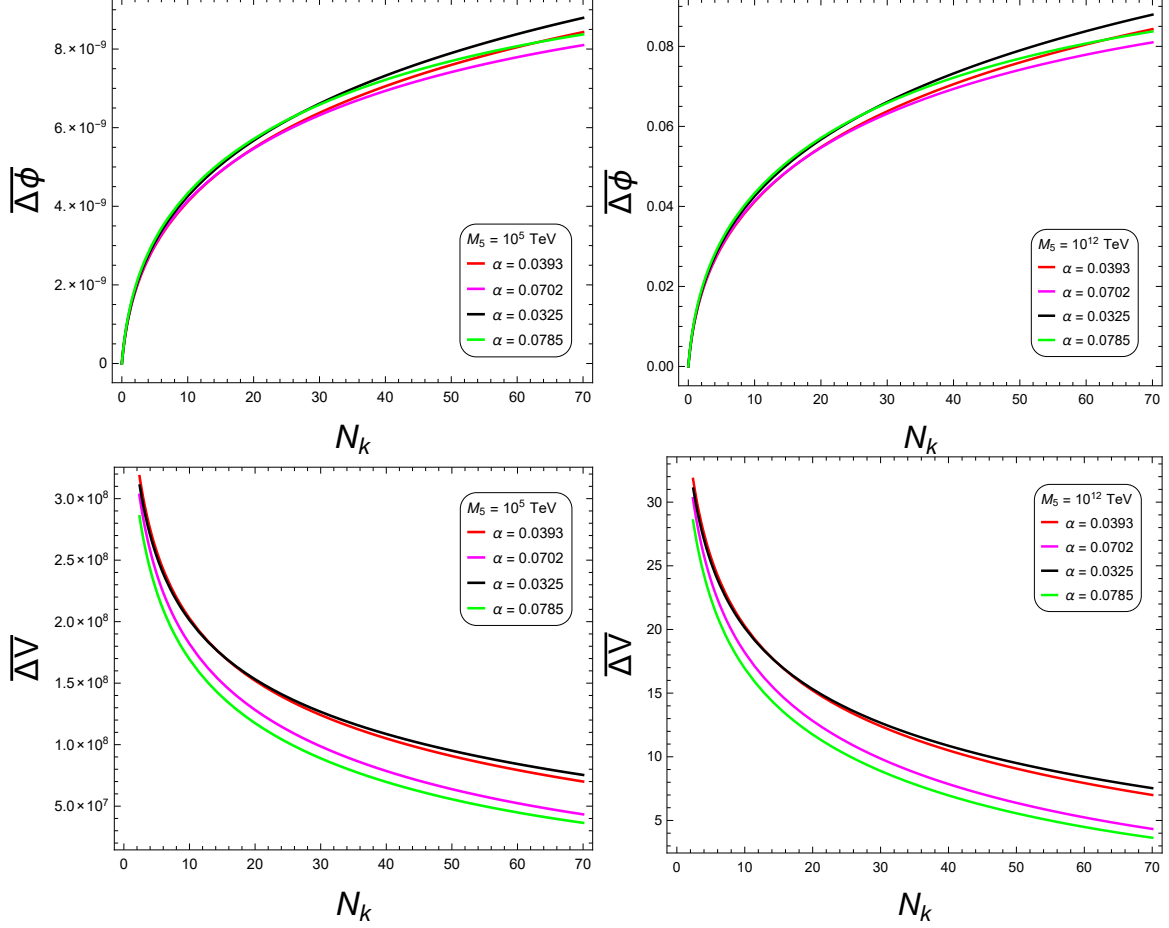 8.×10⁻⁹
6.×10⁻⁹
4.×10⁻⁹
2.×10⁻⁹
0
0 10 20 30 40 50 60 70
N_k
\overline{Δϕ}
M₅ = 10⁵ TeV
α = 0.0393
α = 0.0702
α = 0.0325
α = 0.0785
0.08
0.06
0.04
0.02
0.00
0 10 20 30 40 50 60 70
N_k
\overline{Δϕ}
M₅ = 10¹² TeV
α = 0.0393
α = 0.0702
α = 0.0325
α = 0.0785
3.0×10⁸
2.5×10⁸
2.0×10⁸
1.5×10⁸
1.0×10⁸
5.0×10⁷
0 10 20 30 40 50 60 70
N_k
\overline{ΔV}
M₅ = 10⁵ TeV
α = 0.0393
α = 0.0702
α = 0.0325
α = 0.0785
30
25
20
15
10
5
0 10 20 30 40 50 60 70
N_k
\overline{ΔV}
M₅ = 10¹² TeV
α = 0.0393
α = 0.0702
α = 0.0325
α = 0.0785